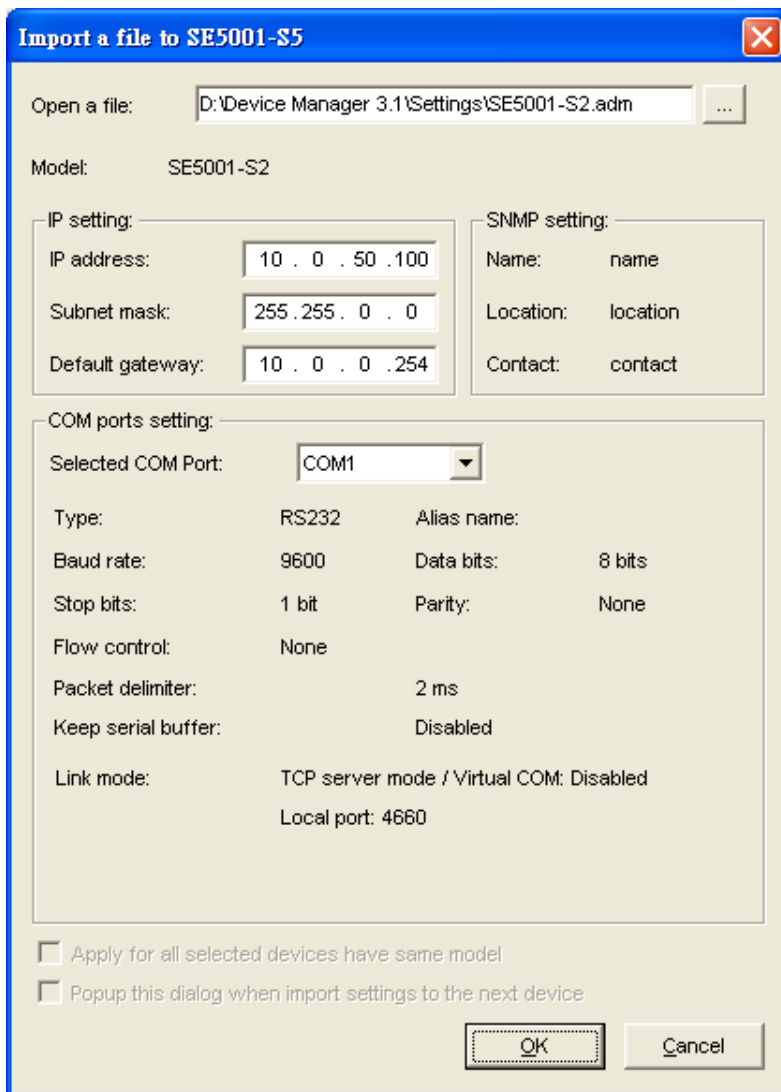 Import a file to SE5001-S5
Open a file: D:\Device Manager 3.1\Settings\SE5001-S2.adm ...
Model: SE5001-S2
IP setting:
IP address: 10 . 0 . 50 .100
Subnet mask: 255.255. 0 . 0
Default gateway: 10 . 0 . 0 .254
SNMP setting:
Name: name
Location: location
Contact: contact
COM ports setting:
Selected COM Port: COM1
Type: RS232 Alias name:
Baud rate: 9600 Data bits: 8 bits
Stop bits: 1 bit Parity: None
Flow control: None
Packet delimiter: 2 ms
Keep serial buffer: Disabled
Link mode: TCP server mode / Virtual COM: Disabled
Local port: 4660
Apply for all selected devices have same model
Popup this dialog when import settings to the next device
OK Cancel